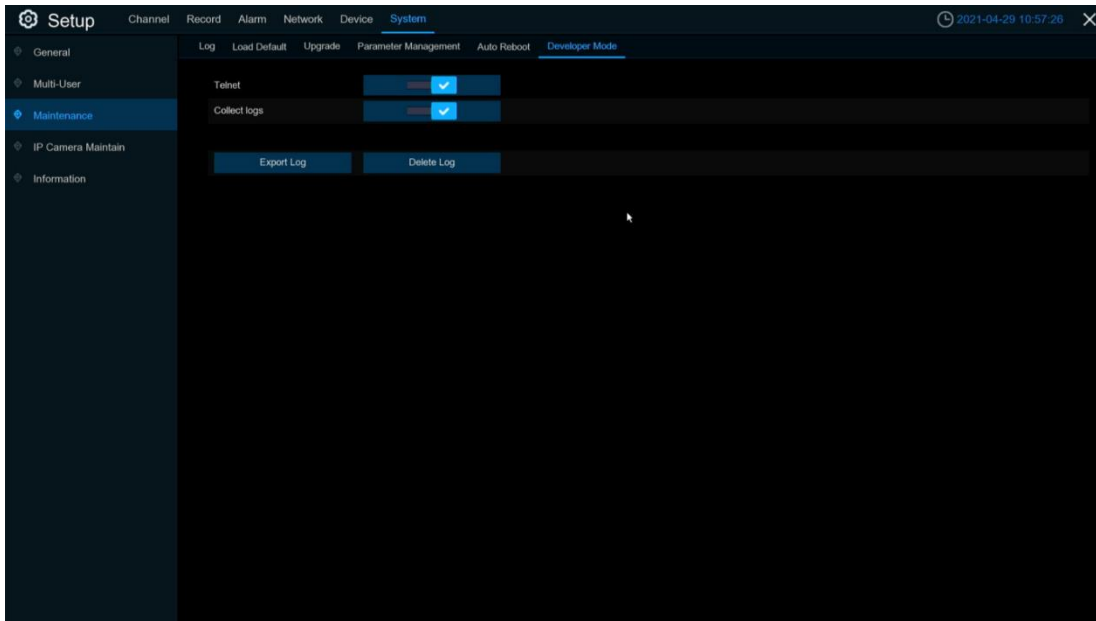 Setup Channel Record Alarm Network Device System 2021-04-29 10:57:26
General
Multi-User
Maintenance
IP Camera Maintain
Information
Log Load Default Upgrade Parameter Management Auto Reboot Developer Mode
Telnet
Collect logs
Export Log Delete Log